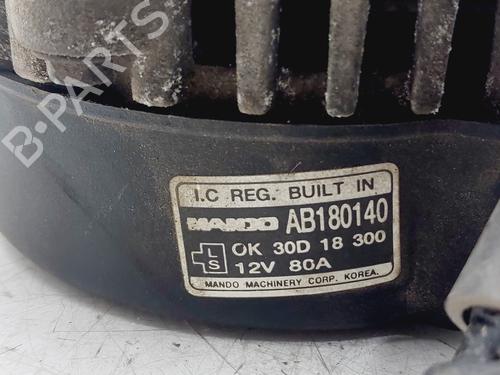 B-PARTS
I.C REG. BUILT IN
MANDO AB180140
L OK 30D 18 300
S 12V 80A
MANDO MACHINERY CORP. KOREA.